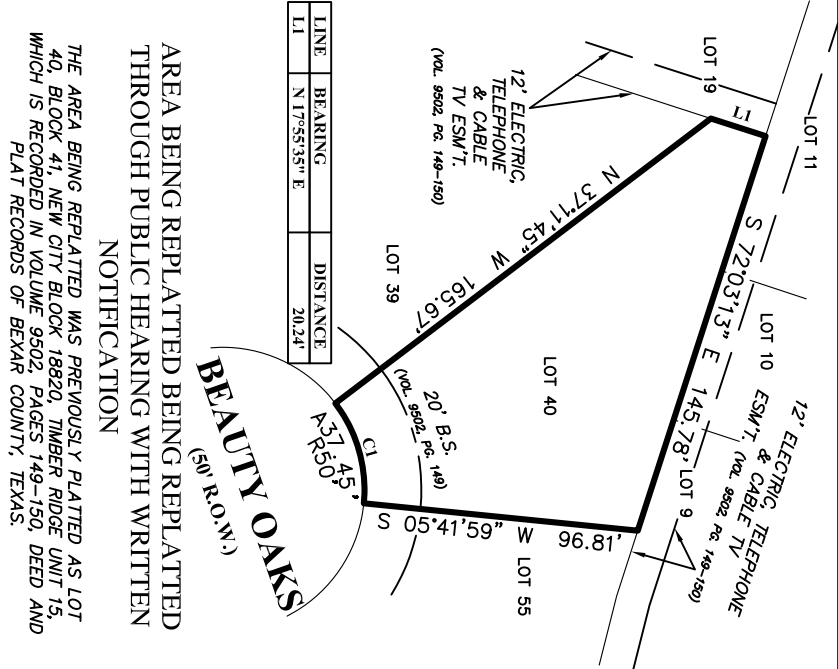 LOT 11
LOT 19
L1
S 72°03'13" E 145.78'
LOT 10
12' ELECTRIC, TELEPHONE
& CABLE TV
ESM'T. (VOL. 9502, PG. 149-150)
LOT 9
12' ELECTRIC,
TELEPHONE
& CABLE
TV ESM'T.
(VOL. 9502, PG. 149-150)
N 37°11'45" W 165.67'
LOT 40
LOT 39
20' B.S.
(VOL. 9502, PG. 149)
S 05°41'59" W 96.81'
LOT 55
C1
A37.45'
R50'
BEAUTY OAKS
(50' R.O.W.)
LINE BEARING DISTANCE
L1 N 17°55'35" E 20.24'
AREA BEING REPLATTED BEING REPLATTED
THROUGH PUBLIC HEARING WITH WRITTEN
NOTIFICATION
THE AREA BEING REPLATTED WAS PREVIOUSLY PLATTED AS LOT
40, BLOCK 41, NEW CITY BLOCK 18820, TIMBER RIDGE UNIT 15,
WHICH IS RECORDED IN VOLUME 9502, PAGES 149-150, DEED AND
PLAT RECORDS OF BEXAR COUNTY, TEXAS.